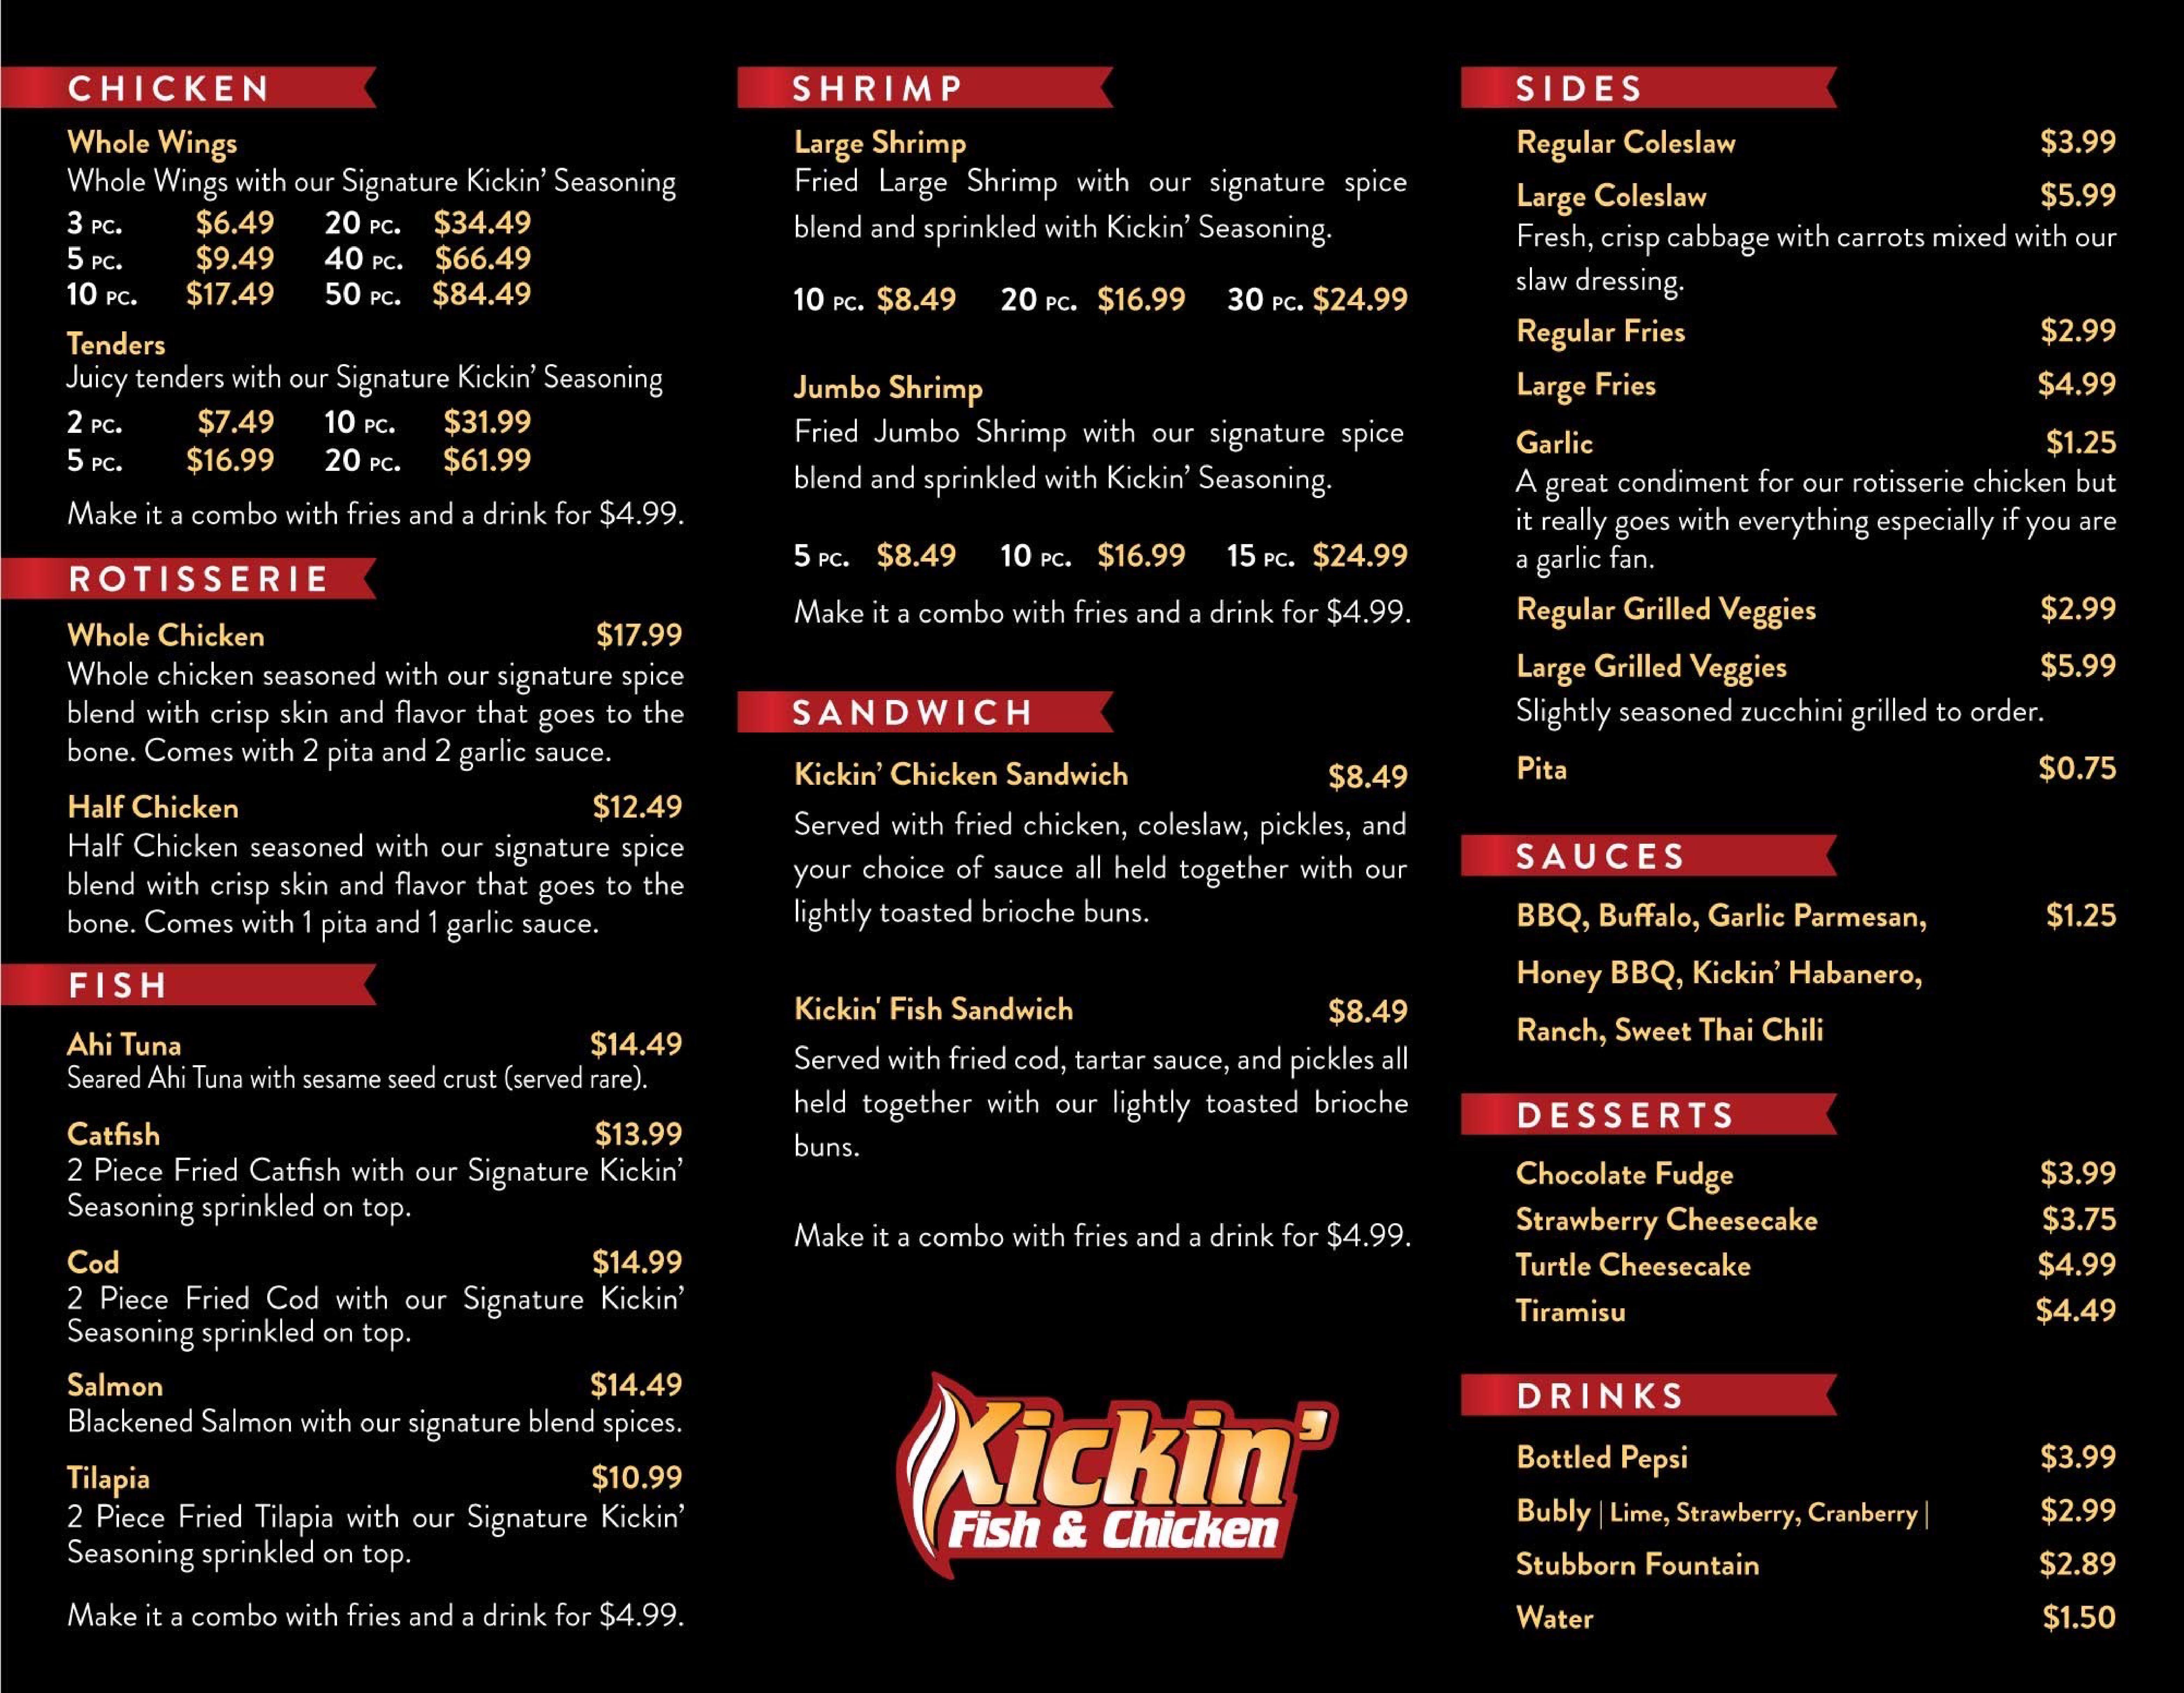 CHICKEN
Whole Wings
Whole Wings with our Signature Kickin' Seasoning
3 PC. $6.49 20 PC. $34.49
5 PC. $9.49 40 PC. $66.49
10 PC. $17.49 50 PC. $84.49
Tenders
Juicy tenders with our Signature Kickin' Seasoning
2 PC. $7.49 10 PC. $31.99
5 PC. $16.99 20 PC. $61.99
Make it a combo with fries and a drink for $4.99.
ROTISSERIE
Whole Chicken $17.99
Whole chicken seasoned with our signature spice
blend with crisp skin and flavor that goes to the
bone. Comes with 2 pita and 2 garlic sauce.
Half Chicken $12.49
Half Chicken seasoned with our signature spice
blend with crisp skin and flavor that goes to the
bone. Comes with 1 pita and 1 garlic sauce.
FISH
Ahi Tuna $14.49
Seared Ahi Tuna with sesame seed crust (served rare).
Catfish $13.99
2 Piece Fried Catfish with our Signature Kickin'
Seasoning sprinkled on top.
Cod $14.99
2 Piece Fried Cod with our Signature Kickin'
Seasoning sprinkled on top.
Salmon $14.49
Blackened Salmon with our signature blend spices.
Tilapia $10.99
2 Piece Fried Tilapia with our Signature Kickin'
Seasoning sprinkled on top.
Make it a combo with fries and a drink for $4.99.
SHRIMP
Large Shrimp
Fried Large Shrimp with our signature spice
blend and sprinkled with Kickin' Seasoning.
10 PC. $8.49 20 PC. $16.99 30 PC. $24.99
Jumbo Shrimp
Fried Jumbo Shrimp with our signature spice
blend and sprinkled with Kickin' Seasoning.
5 PC. $8.49 10 PC. $16.99 15 PC. $24.99
Make it a combo with fries and a drink for $4.99.
SANDWICH
Kickin' Chicken Sandwich $8.49
Served with fried chicken, coleslaw, pickles, and
your choice of sauce all held together with our
lightly toasted brioche buns.
Kickin' Fish Sandwich $8.49
Served with fried cod, tartar sauce, and pickles all
held together with our lightly toasted brioche
buns.
Make it a combo with fries and a drink for $4.99.
Kickin'
Fish & Chicken
SIDES
Regular Coleslaw $3.99
Large Coleslaw $5.99
Fresh, crisp cabbage with carrots mixed with our
slaw dressing.
Regular Fries $2.99
Large Fries $4.99
Garlic $1.25
A great condiment for our rotisserie chicken but
it really goes with everything especially if you are
a garlic fan.
Regular Grilled Veggies $2.99
Large Grilled Veggies $5.99
Slightly seasoned zucchini grilled to order.
Pita $0.75
SAUCES
BBQ, Buffalo, Garlic Parmesan, $1.25
Honey BBQ, Kickin' Habanero,
Ranch, Sweet Thai Chili
DESSERTS
Chocolate Fudge $3.99
Strawberry Cheesecake $3.75
Turtle Cheesecake $4.99
Tiramisu $4.49
DRINKS
Bottled Pepsi $3.99
Bubly | Lime, Strawberry, Cranberry | $2.99
Stubborn Fountain $2.89
Water $1.50